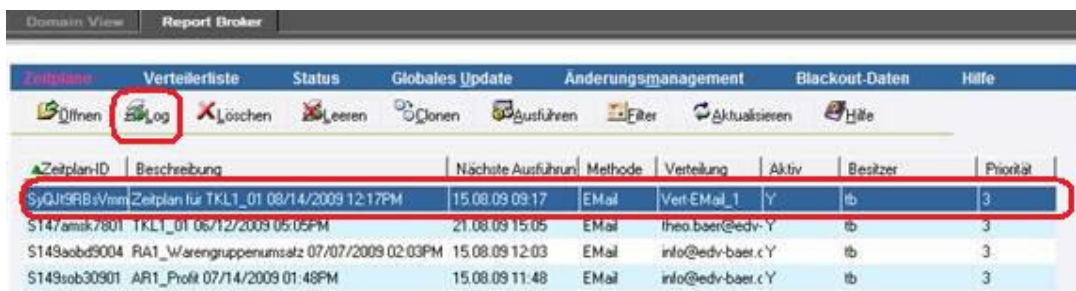 Domain View Report Broker
Zeitpläne Verteilerliste Status Globales Update Änderungsmanagement Blackout-Daten Hilfe
Öffnen Log Löschen Leeren Clonen Ausführen Filter Aktualisieren Hilfe
Zeitplan-ID Beschreibung Nächste Ausführun Methode Verteilung Aktiv Besitzer Priorität
Zeitplan für TKL1_01 08/14/2009 12:17PM 15.08.09 09:17 EMail Vert-EMail_1 Y tb 3
S147amsk7801 TKL1_01 06/12/2009 05:05PM 21.08.09 15:05 EMail theo.baer@edv- Y tb 3
S149aobd9004 RA1_Warengruppenumsatz 07/07/2009 02:03PM 15.08.09 12:03 EMail info@edv-baer.c Y tb 3
S149sob30901 AR1_Profit 07/14/2009 01:48PM 15.08.09 11:48 EMail info@edv-baer.c Y tb 3